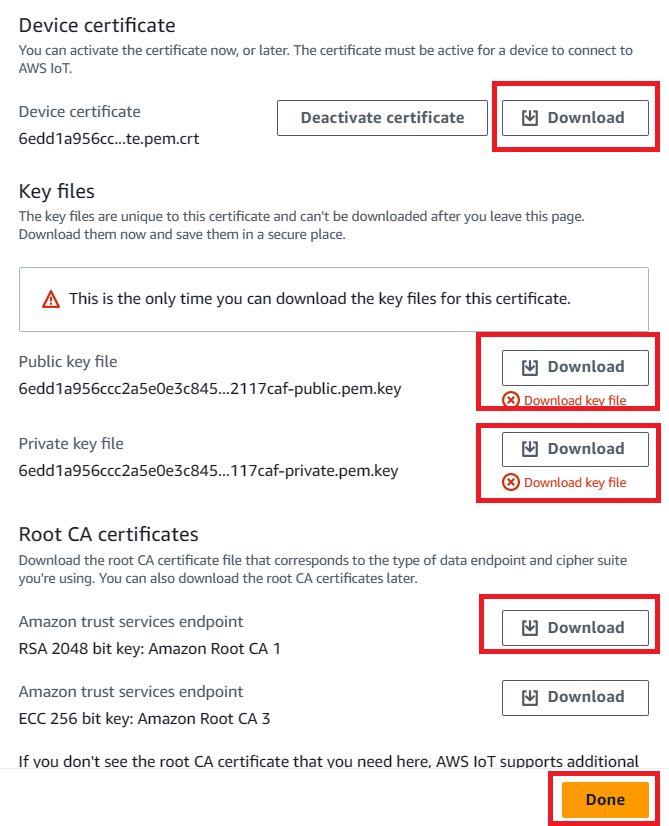 Device certificate
You can activate the certificate now, or later. The certificate must be active for a device to connect to
AWS IoT.
Device certificate
6edd1a956cc...te.pem.crt
Deactivate certificate
Download
Key files
The key files are unique to this certificate and can't be downloaded after you leave this page.
Download them now and save them in a secure place.
This is the only time you can download the key files for this certificate.
Public key file
6edd1a956ccc2a5e0e3c845...2117caf-public.pem.key
Download
Download key file
Private key file
6edd1a956ccc2a5e0e3c845...117caf-private.pem.key
Download
Download key file
Root CA certificates
Download the root CA certificate file that corresponds to the type of data endpoint and cipher suite
you're using. You can also download the root CA certificates later.
Amazon trust services endpoint
RSA 2048 bit key: Amazon Root CA 1
Download
Amazon trust services endpoint
ECC 256 bit key: Amazon Root CA 3
Download
If you don't see the root CA certificate that you need here, AWS IoT supports additional
Done